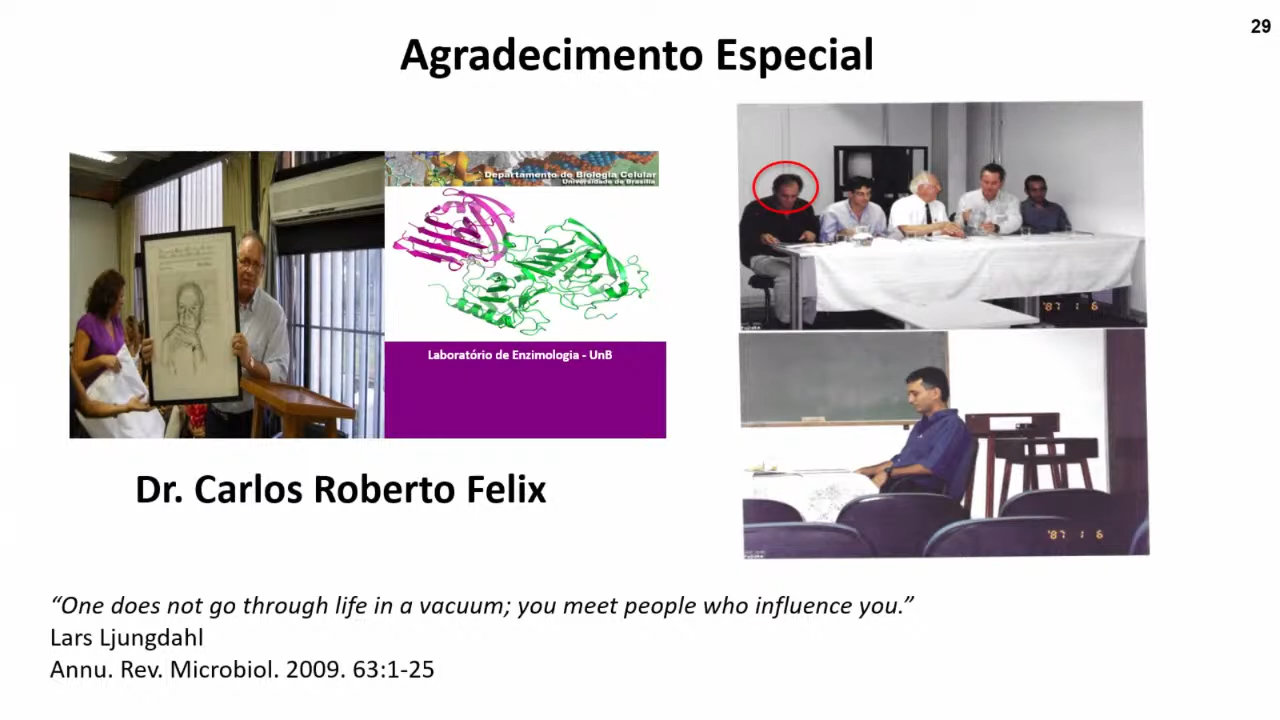 29
Agradecimento Especial
Departamento de Biologia Celular
Universidade de Brasília
Laboratório de Enzimologia - UnB
'87 1 6
'87 1 6
Dr. Carlos Roberto Felix
“One does not go through life in a vacuum; you meet people who influence you.”
Lars Ljungdahl
Annu. Rev. Microbiol. 2009. 63:1-25